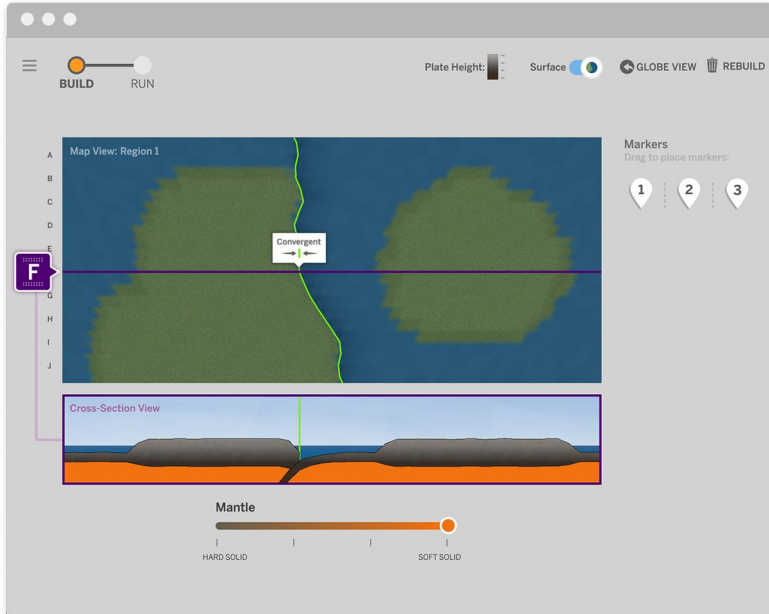 BUILD
RUN
Plate Height:
Surface
GLOBE VIEW
REBUILD
Map View: Region 1
A
B
C
D
E
F
G
H
I
J
Convergent
Markers
Drag to place markers:
1
2
3
Cross-Section View
Mantle
HARD SOLID
SOFT SOLID